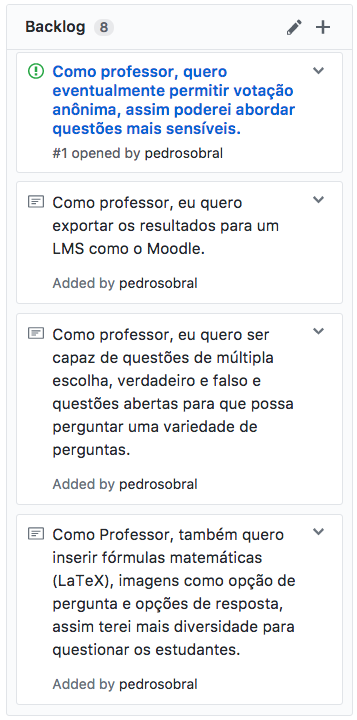 Backlog 8
Como professor, quero
eventualmente permitir votação
anônima, assim poderei abordar
questões mais sensíveis.
#1 opened by pedrosobral
Como professor, eu quero
exportar os resultados para um
LMS como o Moodle.
Added by pedrosobral
Como professor, eu quero ser
capaz de questões de múltipla
escolha, verdadeiro e falso e
questões abertas para que possa
perguntar uma variedade de
perguntas.
Added by pedrosobral
Como Professor, também quero
inserir fórmulas matemáticas
(LaTeX), imagens como opção de
pergunta e opções de resposta,
assim terei mais diversidade para
questionar os estudantes.
Added by pedrosobral